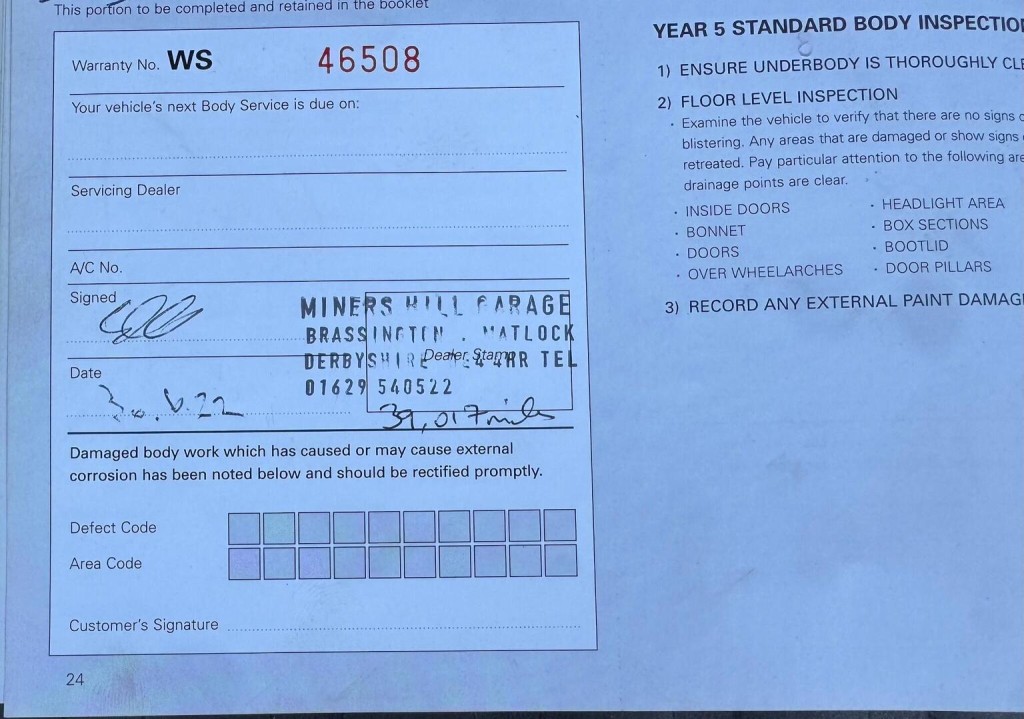 This portion to be completed and retained in the booklet
Warranty No. WS 46508
Your vehicle's next Body Service is due on:
Servicing Dealer
A/C No.
Signed
MINERS HILL GARAGE
BRASSINGTON . MATLOCK
DERBYSHIRE 4HR TEL
Dealer Stamp
01629 540522
Date
39,017 miles
Damaged body work which has caused or may cause external
corrosion has been noted below and should be rectified promptly.
Defect Code
Area Code
Customer's Signature
24
YEAR 5 STANDARD BODY INSPECTIO
1) ENSURE UNDERBODY IS THOROUGHLY CLE
2) FLOOR LEVEL INSPECTION
· Examine the vehicle to verify that there are no signs
blistering. Any areas that are damaged or show signs
retreated. Pay particular attention to the following are
drainage points are clear.
· INSIDE DOORS
· BONNET
· DOORS
· OVER WHEELARCHES
· HEADLIGHT AREA
· BOX SECTIONS
· BOOTLID
· DOOR PILLARS
3) RECORD ANY EXTERNAL PAINT DAMAG